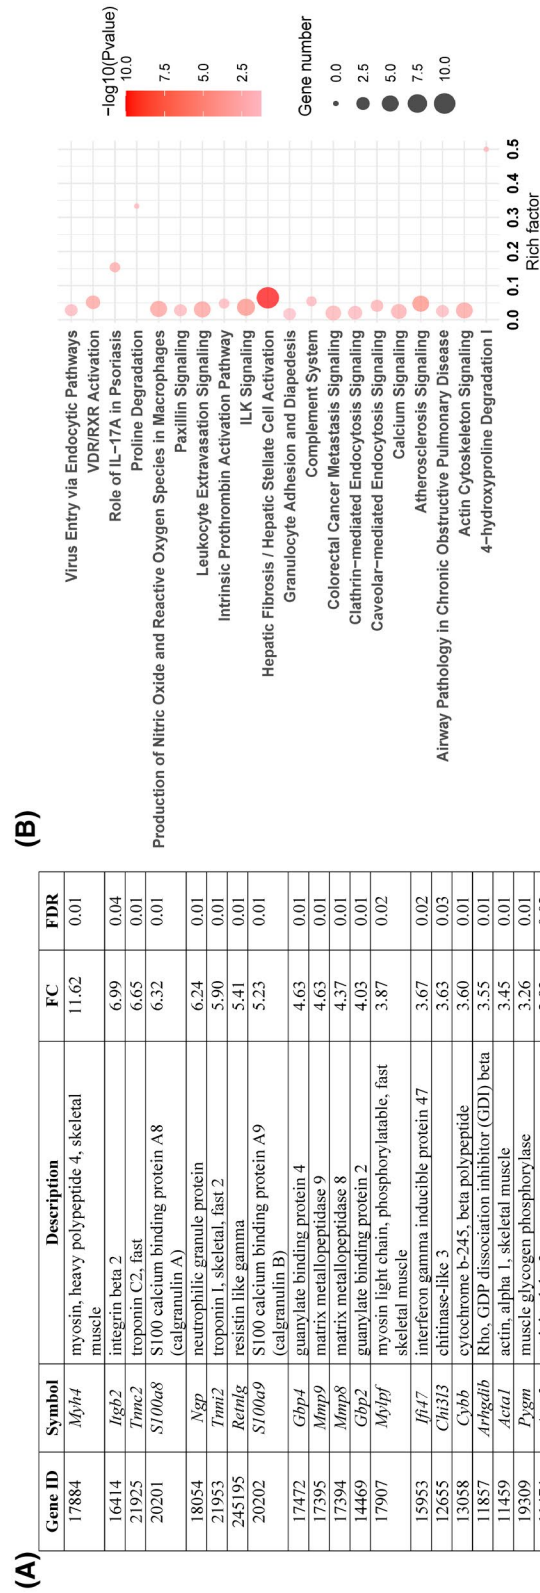 (A)
Gene ID Symbol Description FC FDR
17884 Myh4 myosin, heavy polypeptide 4, skeletal muscle 11.62 0.01
16414 Itgb2 integrin beta 2 6.99 0.04
21925 Tnnc2 troponin C2, fast 6.65 0.01
20201 S100a8 S100 calcium binding protein A8 (calgranulin A) 6.32 0.01
18054 Ngp neutrophilic granule protein 6.24 0.01
21953 Tnni2 troponin I, skeletal, fast 2 5.90 0.01
245195 Retnlg resistin like gamma 5.41 0.01
20202 S100a9 S100 calcium binding protein A9 (calgranulin B) 5.23 0.01
17472 Gbp4 guanylate binding protein 4 4.63 0.01
17395 Mmp9 matrix metallopeptidase 9 4.63 0.01
17394 Mmp8 matrix metallopeptidase 8 4.37 0.01
14469 Gbp2 guanylate binding protein 2 4.03 0.01
17907 Mylpf myosin light chain, phosphorylatable, fast skeletal muscle 3.87 0.02
15953 Ifi47 interferon gamma inducible protein 47 3.67 0.02
12655 Chi3l3 chitinase-like 3 3.63 0.03
13058 Cybb cytochrome b-245, beta polypeptide 3.60 0.01
11857 Arhgdib Rho, GDP dissociation inhibitor (GDI) beta 3.55 0.01
11459 Acta1 actin, alpha 1, skeletal muscle 3.45 0.01
19309 Pygm muscle glycogen phosphorylase 3.26 0.01
(B)
Virus Entry via Endocytic Pathways
VDR/RXR Activation
Role of IL−17A in Psoriasis
Proline Degradation
Production of Nitric Oxide and Reactive Oxygen Species in Macrophages
Paxillin Signaling
Leukocyte Extravasation Signaling
Intrinsic Prothrombin Activation Pathway
ILK Signaling
Hepatic Fibrosis / Hepatic Stellate Cell Activation
Granulocyte Adhesion and Diapedesis
Complement System
Colorectal Cancer Metastasis Signaling
Clathrin−mediated Endocytosis Signaling
Caveolar−mediated Endocytosis Signaling
Calcium Signaling
Atherosclerosis Signaling
Airway Pathology in Chronic Obstructive Pulmonary Disease
Actin Cytoskeleton Signaling
4−hydroxyproline Degradation I
0.0 0.1 0.2 0.3 0.4 0.5
Rich factor
−log10(Pvalue)
10.0
7.5
5.0
2.5
Gene number
0.0
2.5
5.0
7.5
10.0